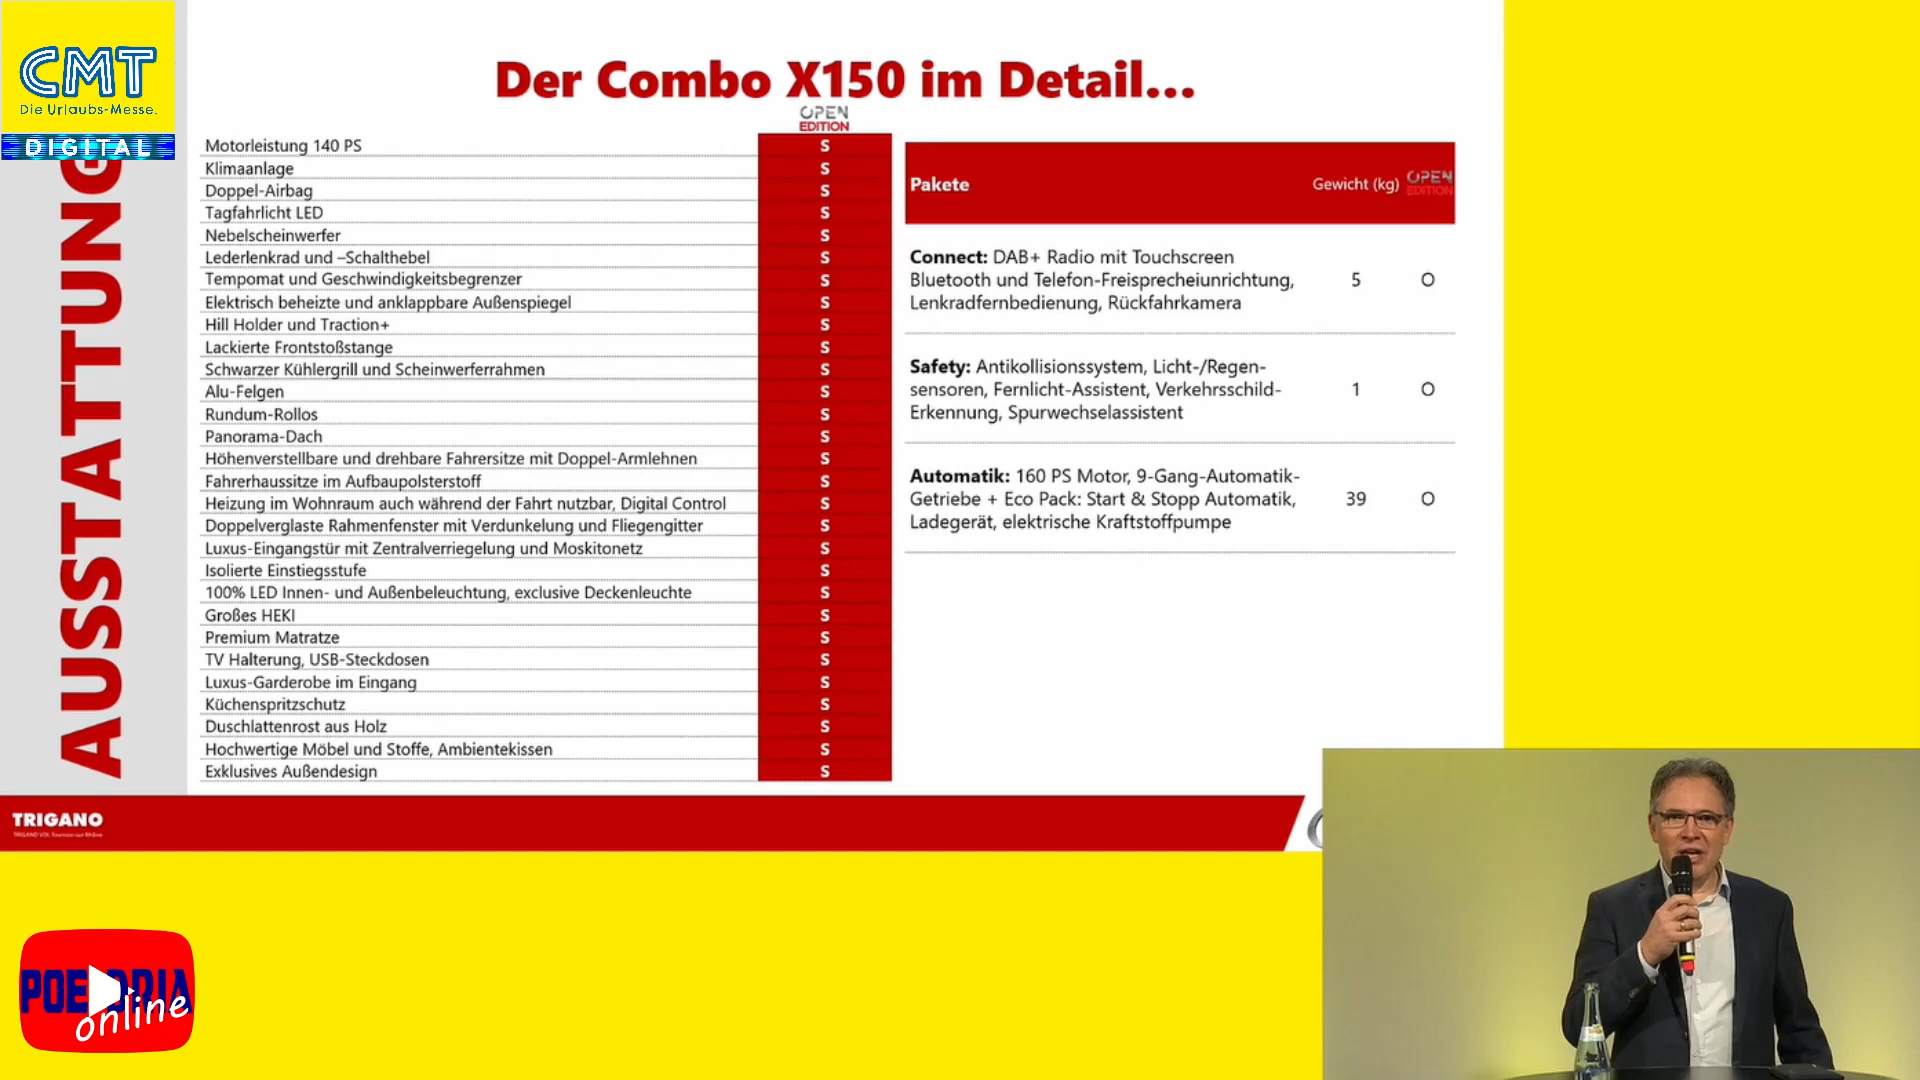 CMT
Die Urlaubs-Messe.
DIGITAL
AUSSTATTUNG
Der Combo X150 im Detail...
OPEN
EDITION
Motorleistung 140 PS S
Klimaanlage S
Doppel-Airbag S
Tagfahrlicht LED S
Nebelscheinwerfer S
Lederlenkrad und –Schalthebel S
Tempomat und Geschwindigkeitsbegrenzer S
Elektrisch beheizte und anklappbare Außenspiegel S
Hill Holder und Traction+ S
Lackierte Frontstoßstange S
Schwarzer Kühlergrill und Scheinwerferrahmen S
Alu-Felgen S
Rundum-Rollos S
Panorama-Dach S
Höhenverstellbare und drehbare Fahrersitze mit Doppel-Armlehnen S
Fahrerhaussitze im Aufbaupolsterstoff S
Heizung im Wohnraum auch während der Fahrt nutzbar, Digital Control S
Doppelverglaste Rahmenfenster mit Verdunkelung und Fliegengitter S
Luxus-Eingangstür mit Zentralverriegelung und Moskitonetz S
Isolierte Einstiegsstufe S
100% LED Innen- und Außenbeleuchtung, exclusive Deckenleuchte S
Großes HEKI S
Premium Matratze S
TV Halterung, USB-Steckdosen S
Luxus-Garderobe im Eingang S
Küchenspritzschutz S
Duschlattenrost aus Holz S
Hochwertige Möbel und Stoffe, Ambientekissen S
Exklusives Außendesign S
Pakete Gewicht (kg) OPEN
EDITION
Connect: DAB+ Radio mit Touchscreen
Bluetooth und Telefon-Freisprecheiunrichtung, 5 O
Lenkradfernbedienung, Rückfahrkamera
Safety: Antikollisionssystem, Licht-/Regen-
sensoren, Fernlicht-Assistent, Verkehrsschild- 1 O
Erkennung, Spurwechselassistent
Automatik: 160 PS Motor, 9-Gang-Automatik-
Getriebe + Eco Pack: Start & Stopp Automatik, 39 O
Ladegerät, elektrische Kraftstoffpumpe
TRIGANO
TRIGANO VDL Tournon-sur-Rhône
online